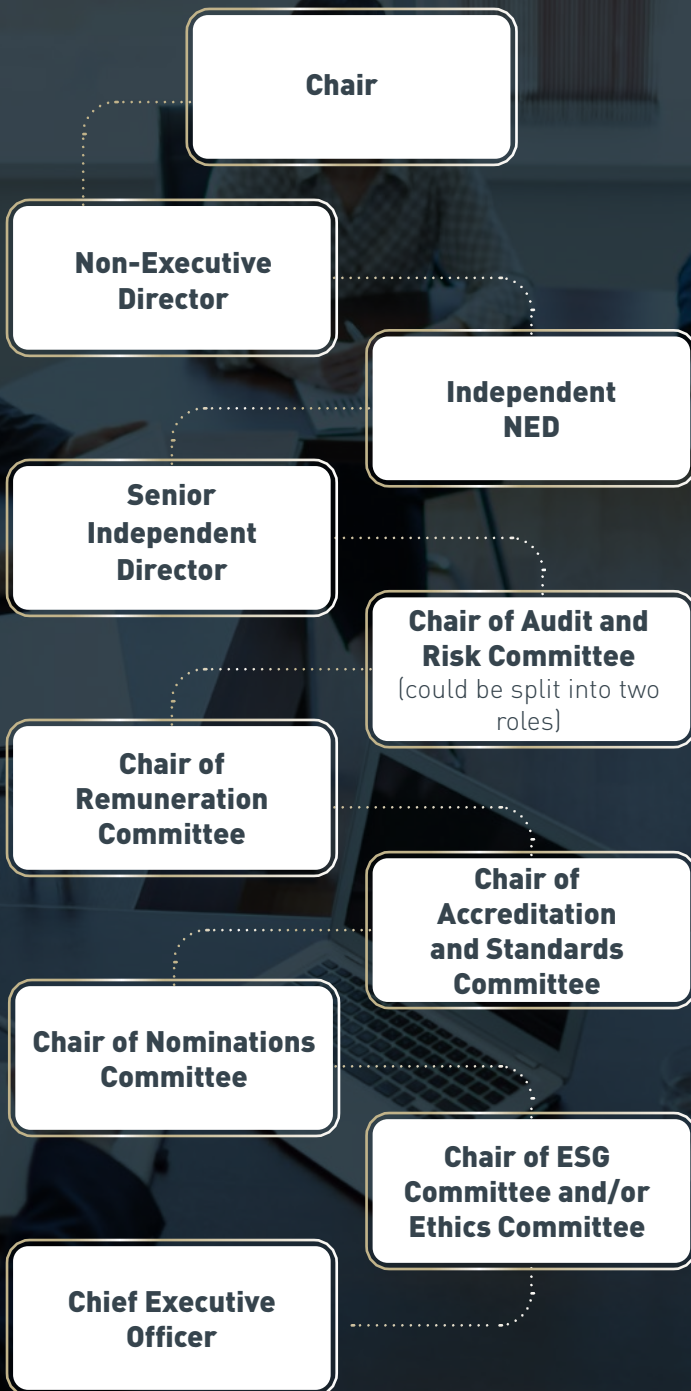 Chair
Non-Executive
Director
Independent
NED
Senior
Independent
Director
Chair of Audit and
Risk Committee
(could be split into two
roles)
Chair of
Remuneration
Committee
Chair of
Accreditation
and Standards
Committee
Chair of Nominations
Committee
Chair of ESG
Committee and/or
Ethics Committee
Chief Executive
Officer